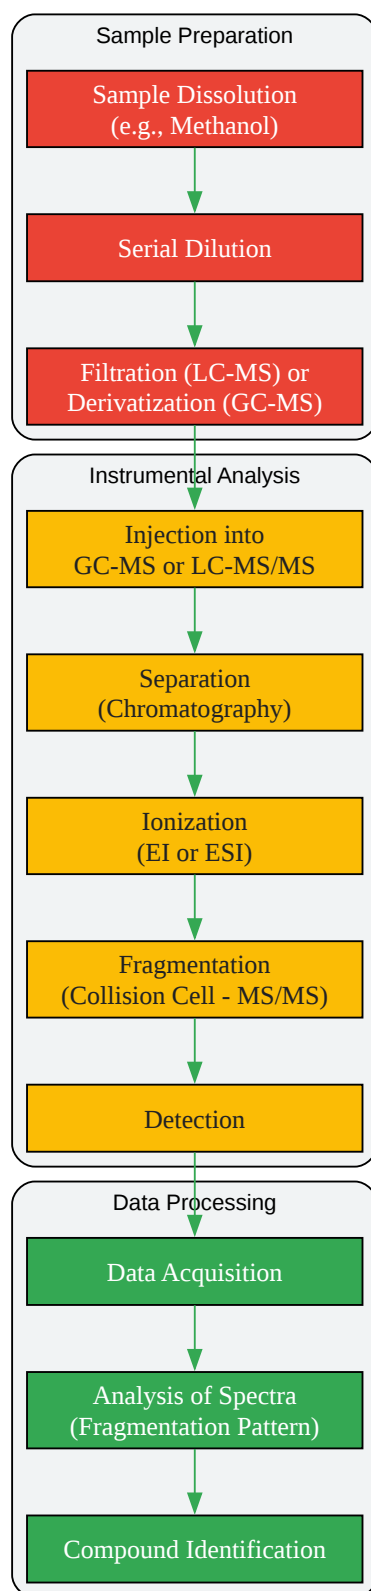 Sample Preparation
Sample Dissolution
(e.g., Methanol)
Serial Dilution
Filtration (LC-MS) or
Derivatization (GC-MS)
Instrumental Analysis
Injection into
GC-MS or LC-MS/MS
Separation
(Chromatography)
Ionization
(EI or ESI)
Fragmentation
(Collision Cell - MS/MS)
Detection
Data Processing
Data Acquisition
Analysis of Spectra
(Fragmentation Pattern)
Compound Identification